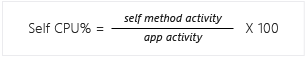 self method activity
Self CPU% = X 100
app activity